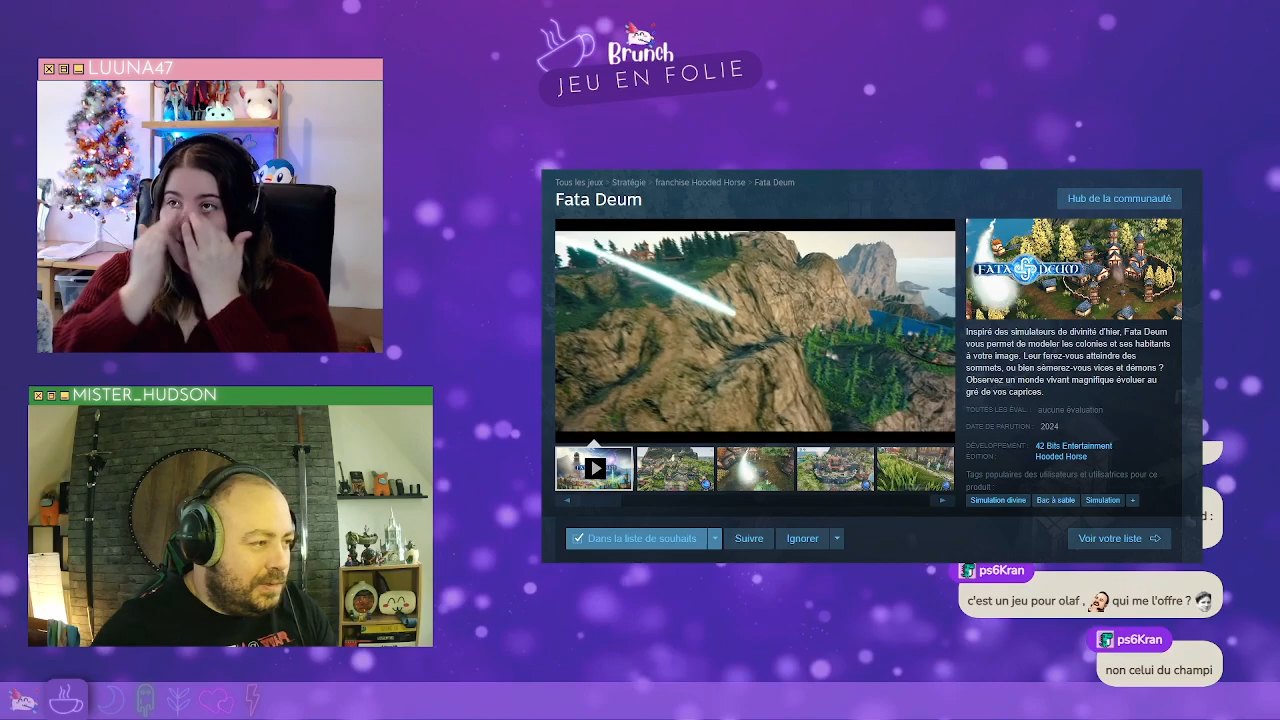 LUUNA47
Brunch
JEU EN FOLIE
Tous les jeux > Stratégie > franchise Hooded Horse > Fata Deum
Fata Deum
Hub de la communauté
FATA DEUM
Inspiré des simulateurs de divinité d'hier, Fata Deum
vous permet de modeler les colonies et ses habitants
à votre image. Leur ferez-vous atteindre des
sommets, ou bien sèmerez-vous vices et démons ?
Observez un monde vivant magnifique évoluer au
gré de vos caprices.
TOUTES LES ÉVAL. : aucune évaluation
DATE DE PARUTION : 2024
DÉVELOPPEMENT : 42 Bits Entertainment
ÉDITION : Hooded Horse
Tags populaires des utilisateurs et utilisatrices pour ce
produit
Simulation divine Bac à sable Simulation +
Dans la liste de souhaits Suivre Ignorer Voir votre liste
MISTER_HUDSON
d :
ps6Kran
c'est un jeu pour olaf , qui me l'offre ?
ps6Kran
non celui du champi